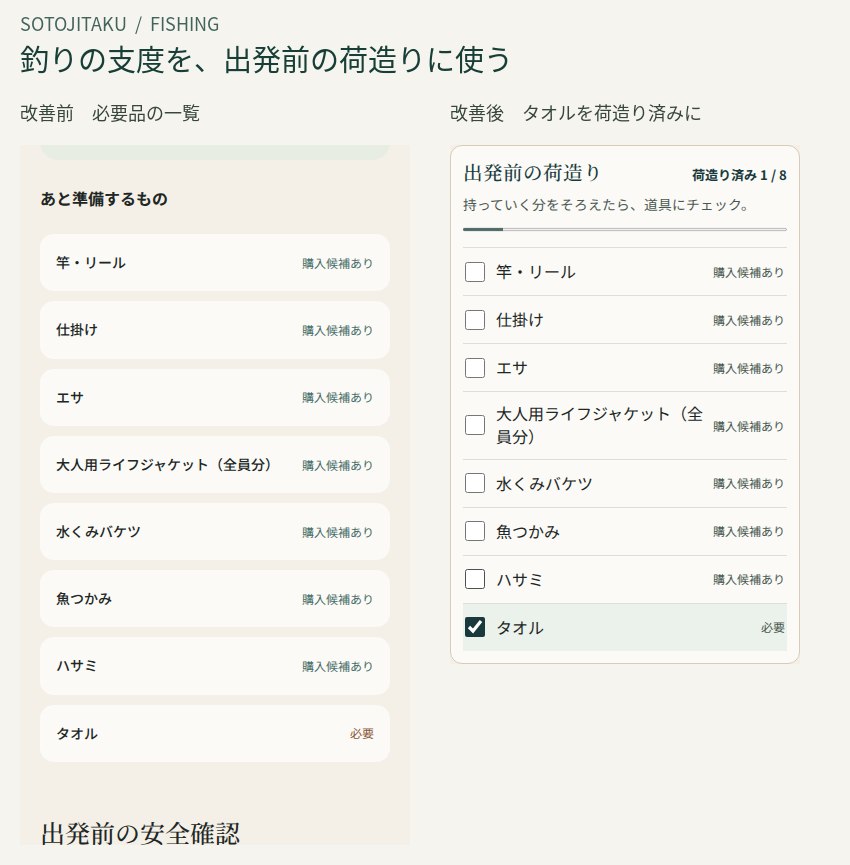 SOTOJITAKU / FISHING
釣りの支度を、出発前の荷造りに使う
改善前 必要品の一覧
あと準備するもの
竿・リール 購入候補あり
仕掛け 購入候補あり
エサ 購入候補あり
大人用ライフジャケット（全員分） 購入候補あり
水くみバケツ 購入候補あり
魚つかみ 購入候補あり
ハサミ 購入候補あり
タオル 必要
出発前の安全確認
改善後 タオルを荷造り済みに
出発前の荷造り 荷造り済み 1 / 8
持っていく分をそろえたら、道具にチェック。
竿・リール 購入候補あり
仕掛け 購入候補あり
エサ 購入候補あり
大人用ライフジャケット（全
員分） 購入候補あり
水くみバケツ 購入候補あり
魚つかみ 購入候補あり
ハサミ 購入候補あり
タオル 必要